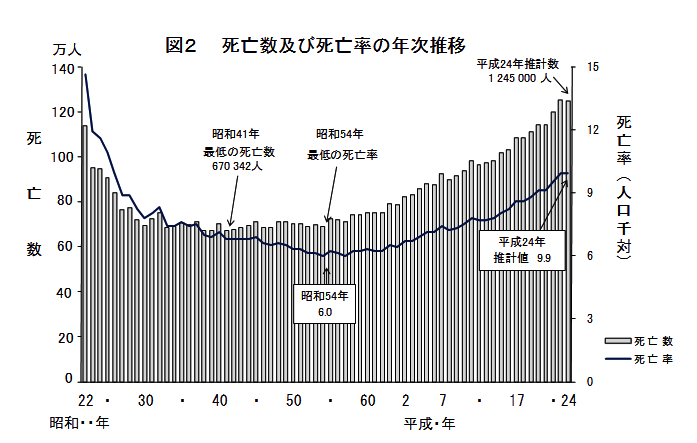 図２　死亡数及び死亡率の年次推移
万人
平成24年推計数
1 245 000 人
140
120
100
80
60
40
20
0
死亡数
昭和41年
最低の死亡数
670 342人
昭和54年
最低の死亡率
昭和54年
6.0
平成24年
推計値 9.9
15
12
9
6
3
0
死亡率（人口千対）
死亡数
死亡率
22 ・ 30 ・ 40 ・ 50 ・ 60 2 7 ・ 17 ・ 24
昭和・・年 平成・年